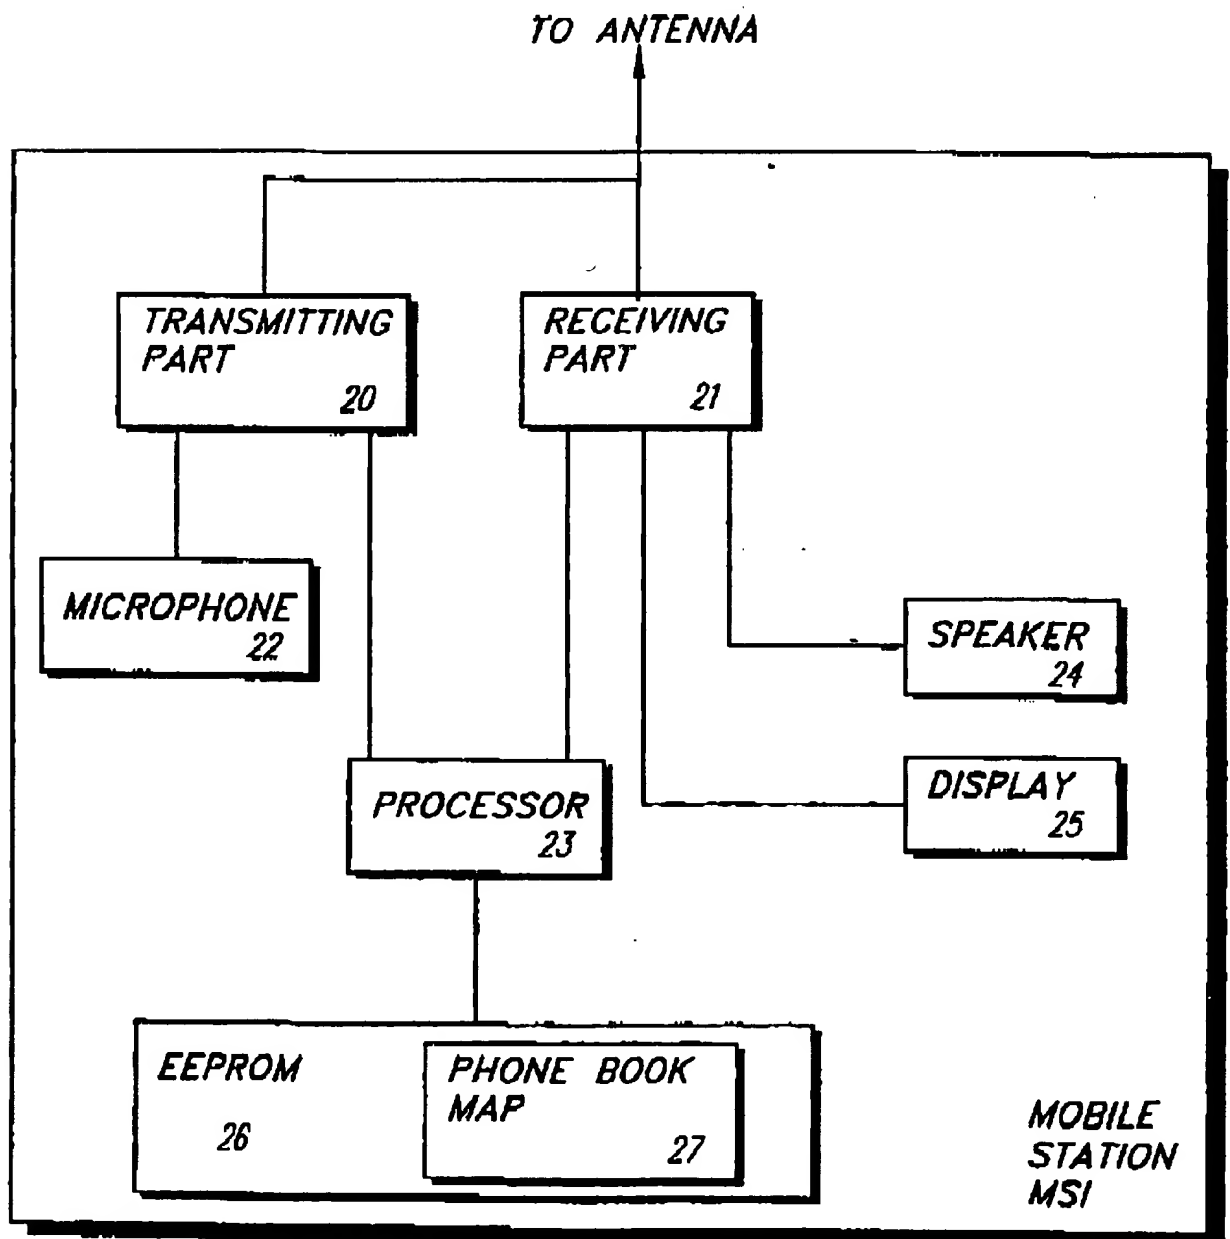 TO ANTENNA
TRANSMITTING
PART
20
RECEIVING
PART
21
MICROPHONE
22
SPEAKER
24
PROCESSOR
23
DISPLAY
25
EEPROM
26
PHONE BOOK
MAP
27
MOBILE
STATION
MSI